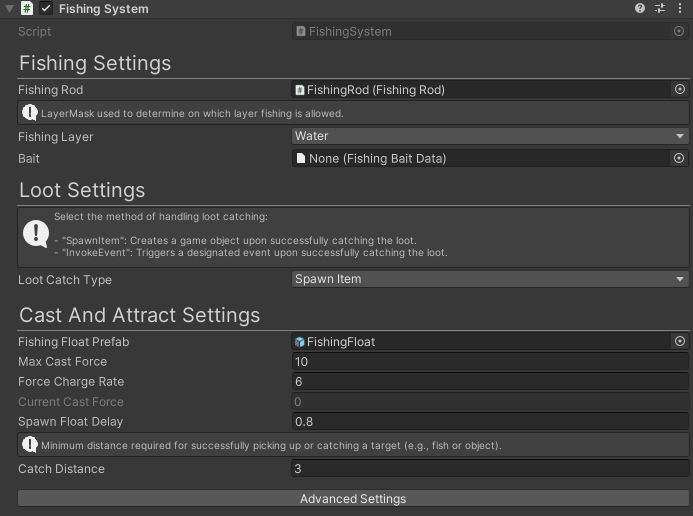 Fishing System
Script FishingSystem
Fishing Settings
Fishing Rod FishingRod (Fishing Rod)
LayerMask used to determine on which layer fishing is allowed.
Fishing Layer Water
Bait None (Fishing Bait Data)
Loot Settings
Select the method of handling loot catching:
- "SpawnItem": Creates a game object upon successfully catching the loot.
- "InvokeEvent": Triggers a designated event upon successfully catching the loot.
Loot Catch Type Spawn Item
Cast And Attract Settings
Fishing Float Prefab FishingFloat
Max Cast Force 10
Force Charge Rate 6
Current Cast Force 0
Spawn Float Delay 0.8
Minimum distance required for successfully picking up or catching a target (e.g., fish or object).
Catch Distance 3
Advanced Settings